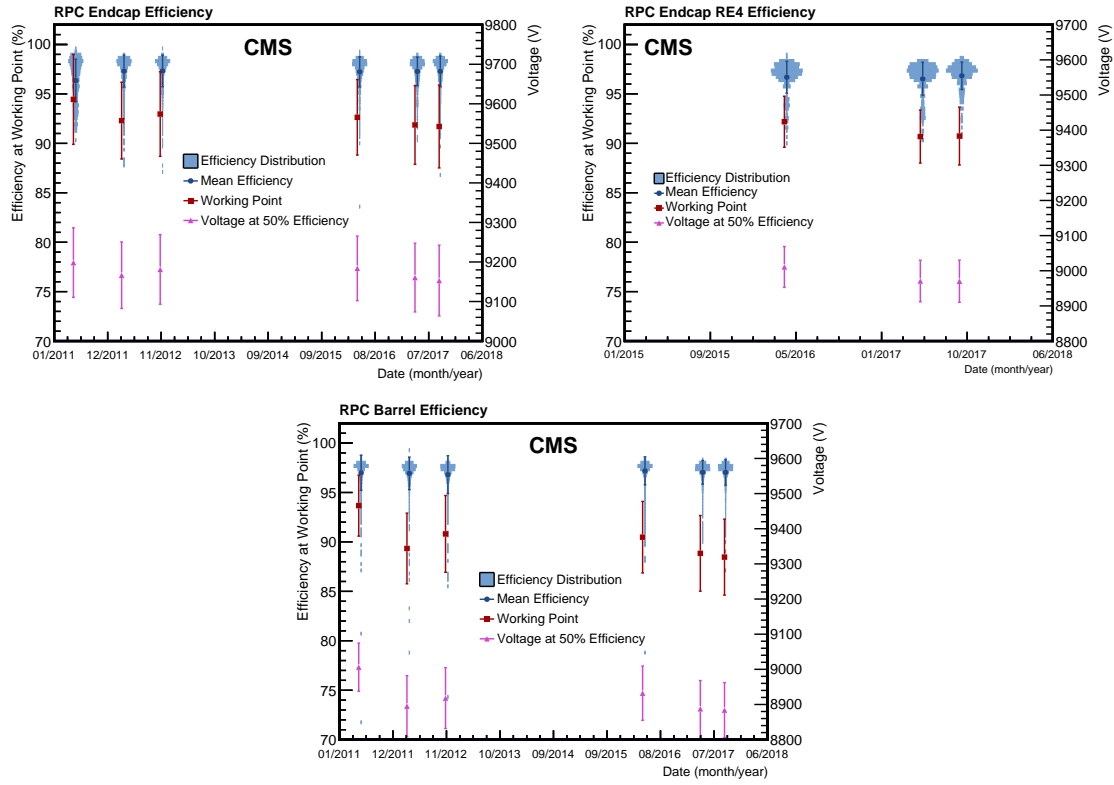 RPC Endcap Efficiency
CMS
Efficiency at Working Point (%)
100
95
90
85
80
75
70
9800
9700
9600
9500
9400
9300
9200
9100
9000
Voltage (V)
Efficiency Distribution
Mean Efficiency
Working Point
Voltage at 50% Efficiency
01/2011 12/2011 11/2012 10/2013 09/2014 09/2015 08/2016 07/2017 06/2018
Date (month/year)
RPC Endcap RE4 Efficiency
CMS
Efficiency at Working Point (%)
100
95
90
85
80
75
70
9700
9600
9500
9400
9300
9200
9100
9000
8900
8800
Voltage (V)
Efficiency Distribution
Mean Efficiency
Working Point
Voltage at 50% Efficiency
01/2015 09/2015 05/2016 01/2017 10/2017 06/2018
Date (month/year)
RPC Barrel Efficiency
CMS
Efficiency at Working Point (%)
100
95
90
85
80
75
70
9700
9600
9500
9400
9300
9200
9100
9000
8900
8800
Voltage (V)
Efficiency Distribution
Mean Efficiency
Working Point
Voltage at 50% Efficiency
01/2011 12/2011 11/2012 10/2013 09/2014 09/2015 08/2016 07/2017 06/2018
Date (month/year)